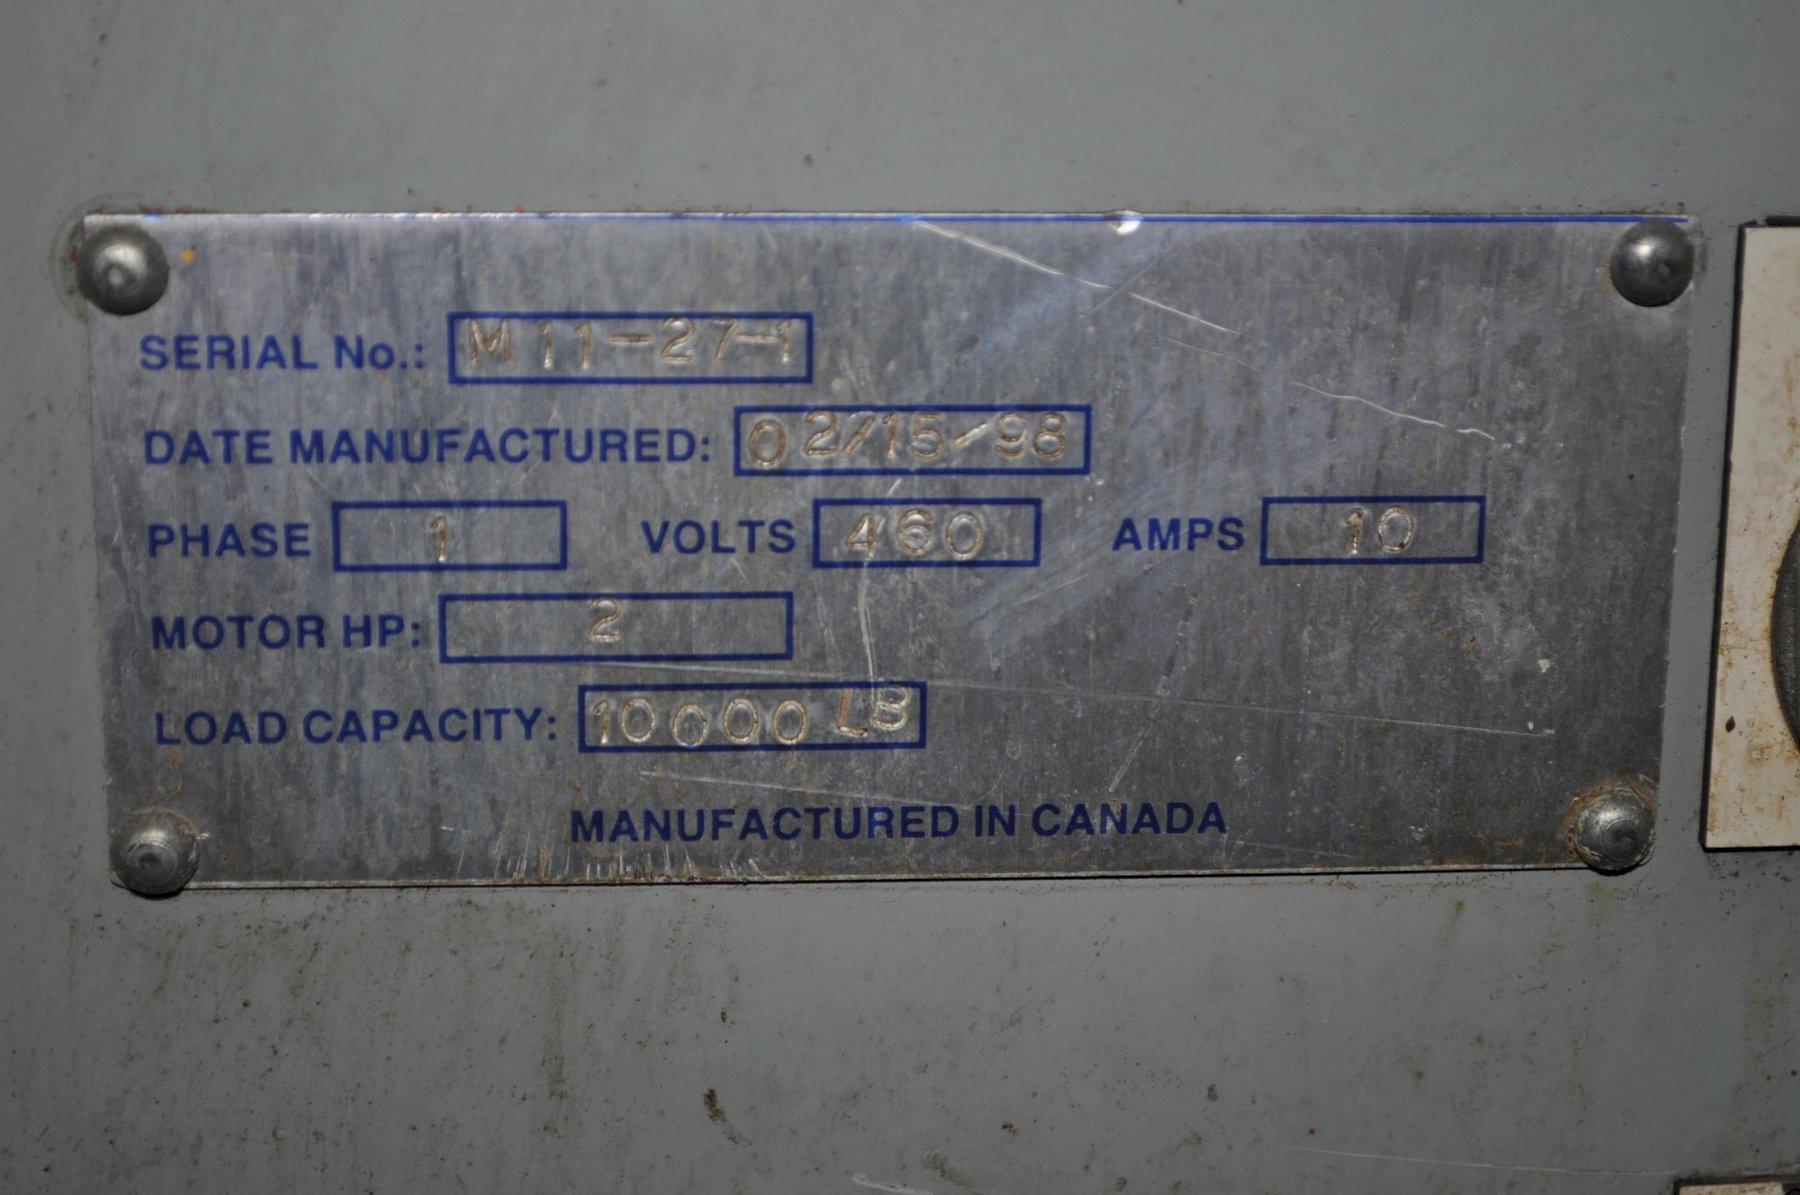 SERIAL No.: M 11-27-1
DATE MANUFACTURED: 02/15/98
PHASE 1 VOLTS 460 AMPS 10
MOTOR HP: 2
LOAD CAPACITY: 10000 LB
MANUFACTURED IN CANADA